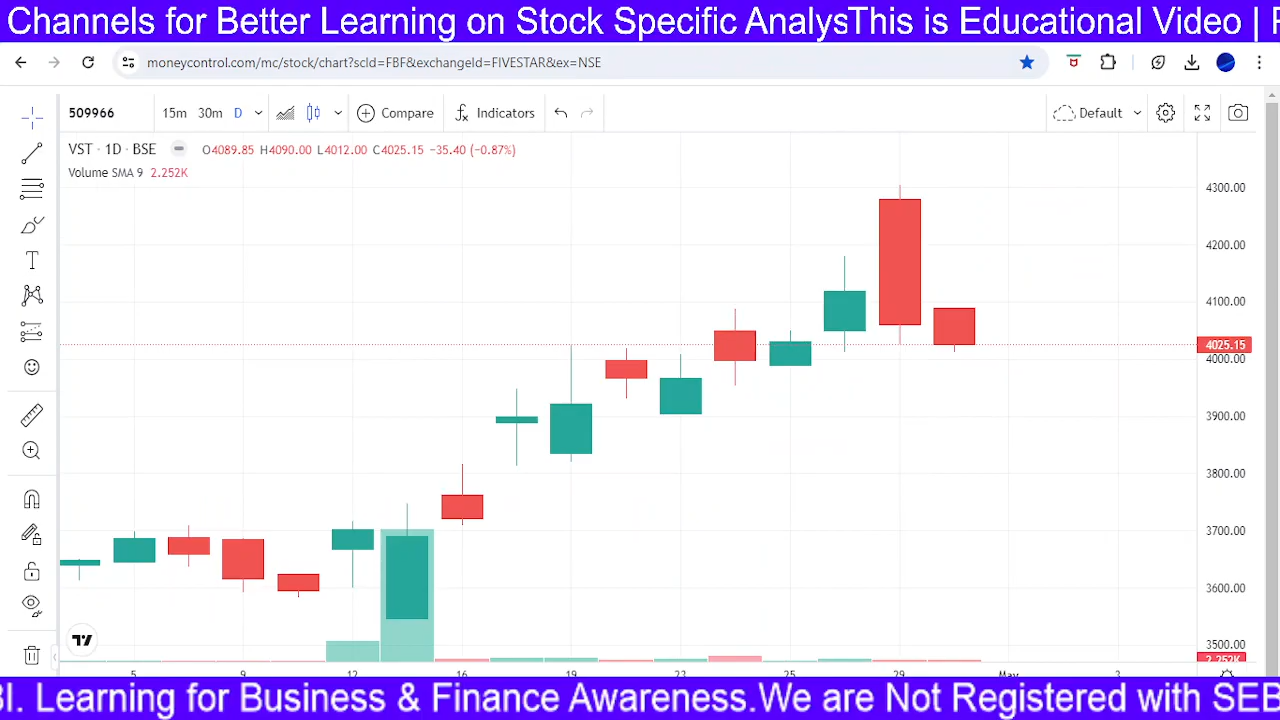 Channels for Better Learning on Stock Specific AnalysThis is Educational Video |
moneycontrol.com/mc/stock/chart?scId=FBF&exchangeId=FIVESTAR&ex=NSE
509966 15m 30m D Compare Indicators Default
VST · 1D · BSE O4089.85 H4090.00 L4012.00 C4025.15 −35.40 (−0.87%)
Volume SMA 9 2.252K
4300.00
4200.00
4100.00
4025.15
4000.00
3900.00
3800.00
3700.00
3600.00
3500.00
2.252K
5 9 12 16 19 23 25 29 May 3
BI. Learning for Business & Finance Awareness.We are Not Registered with SEB